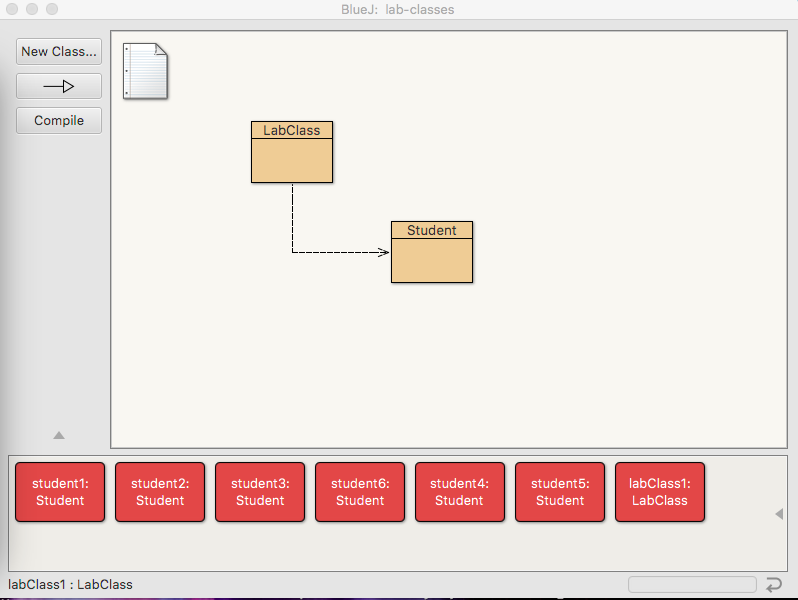 BlueJ: lab-classes
New Class...
Compile
LabClass
Student
student1:
Student
student2:
Student
student3:
Student
student6:
Student
student4:
Student
student5:
Student
labClass1:
LabClass
labClass1 : LabClass